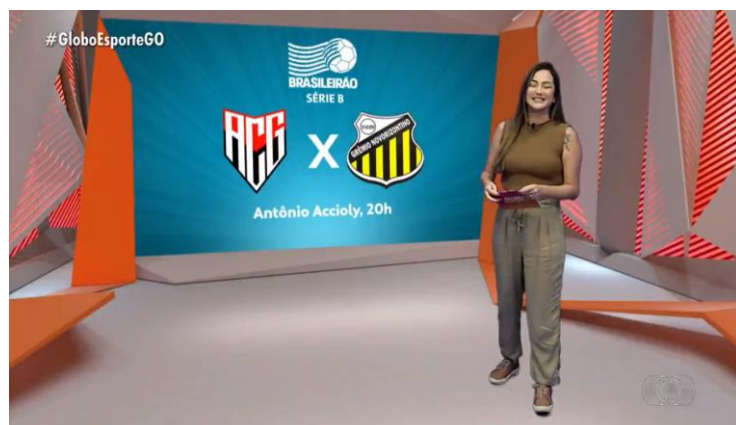 #GloboEsporteGO
BRASILEIRÃO
SÉRIE B
ACG
X
GRÊMIO NOVORIZONTINO
Antônio Accioly, 20h